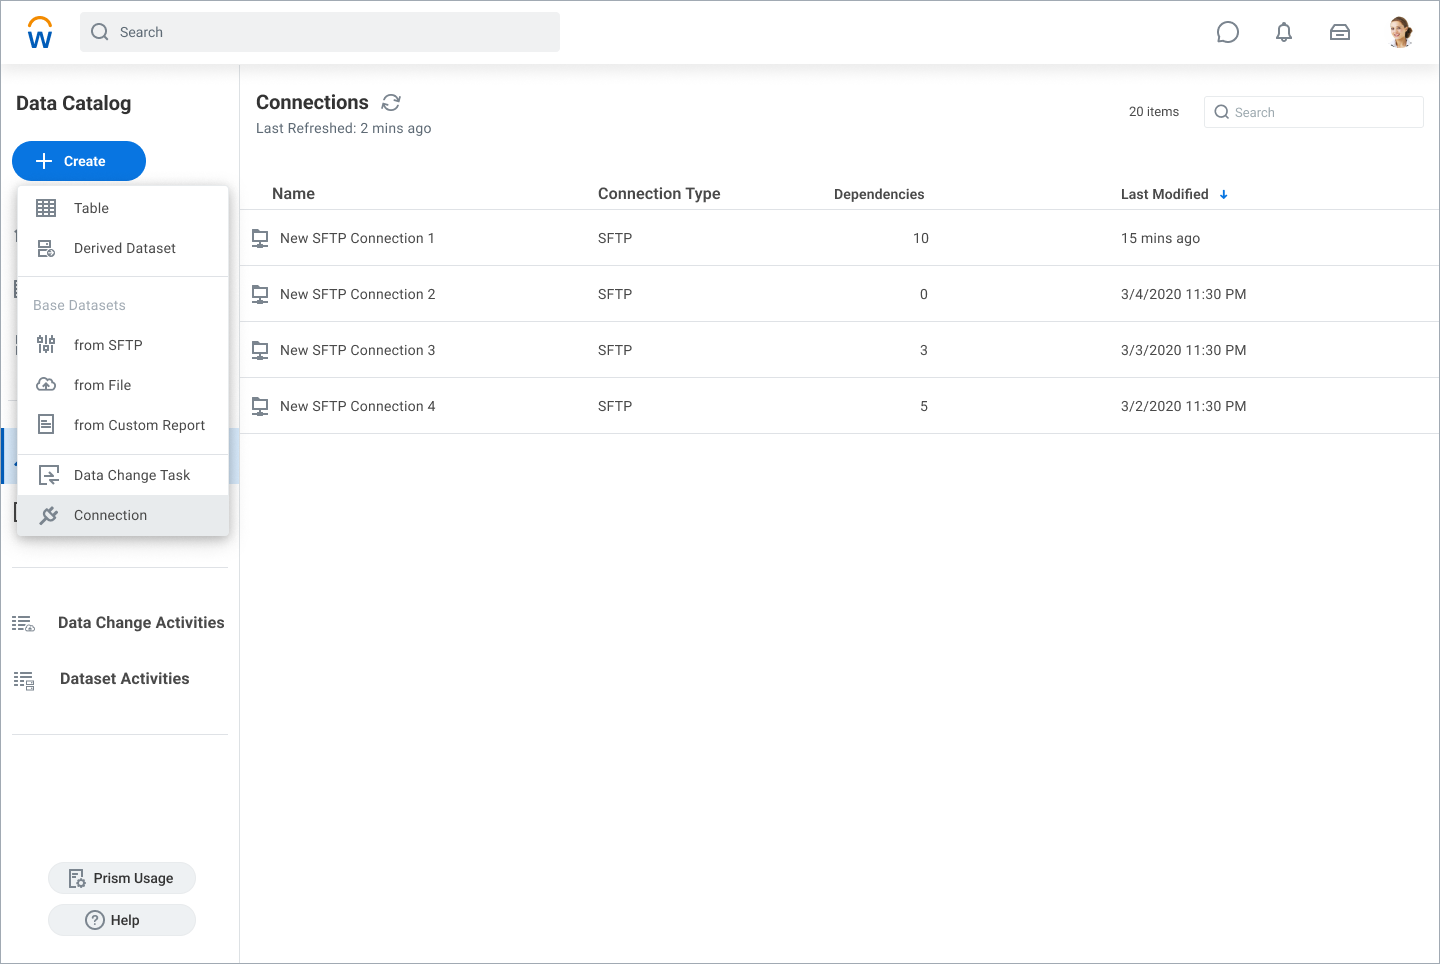 W
Search
Data Catalog
Create
Table
Derived Dataset
Base Datasets
from SFTP
from File
from Custom Report
Data Change Task
Connection
Data Change Activities
Dataset Activities
Prism Usage
? Help
Connections
Last Refreshed: 2 mins ago
20 items
Search
Name Connection Type Dependencies Last Modified
New SFTP Connection 1 SFTP 10 15 mins ago
New SFTP Connection 2 SFTP 0 3/4/2020 11:30 PM
New SFTP Connection 3 SFTP 3 3/3/2020 11:30 PM
New SFTP Connection 4 SFTP 5 3/2/2020 11:30 PM